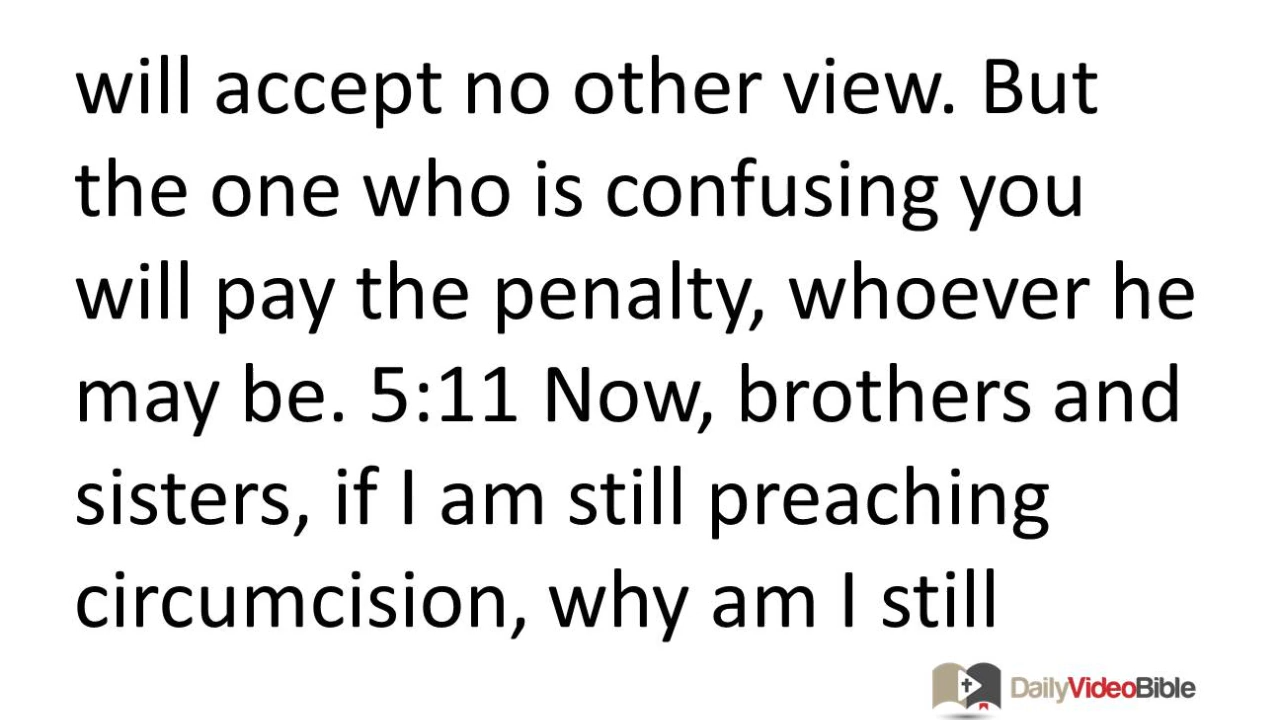 will accept no other view. But
the one who is confusing you
will pay the penalty, whoever he
may be. 5:11 Now, brothers and
sisters, if I am still preaching
circumcision, why am I still
DailyVideoBible